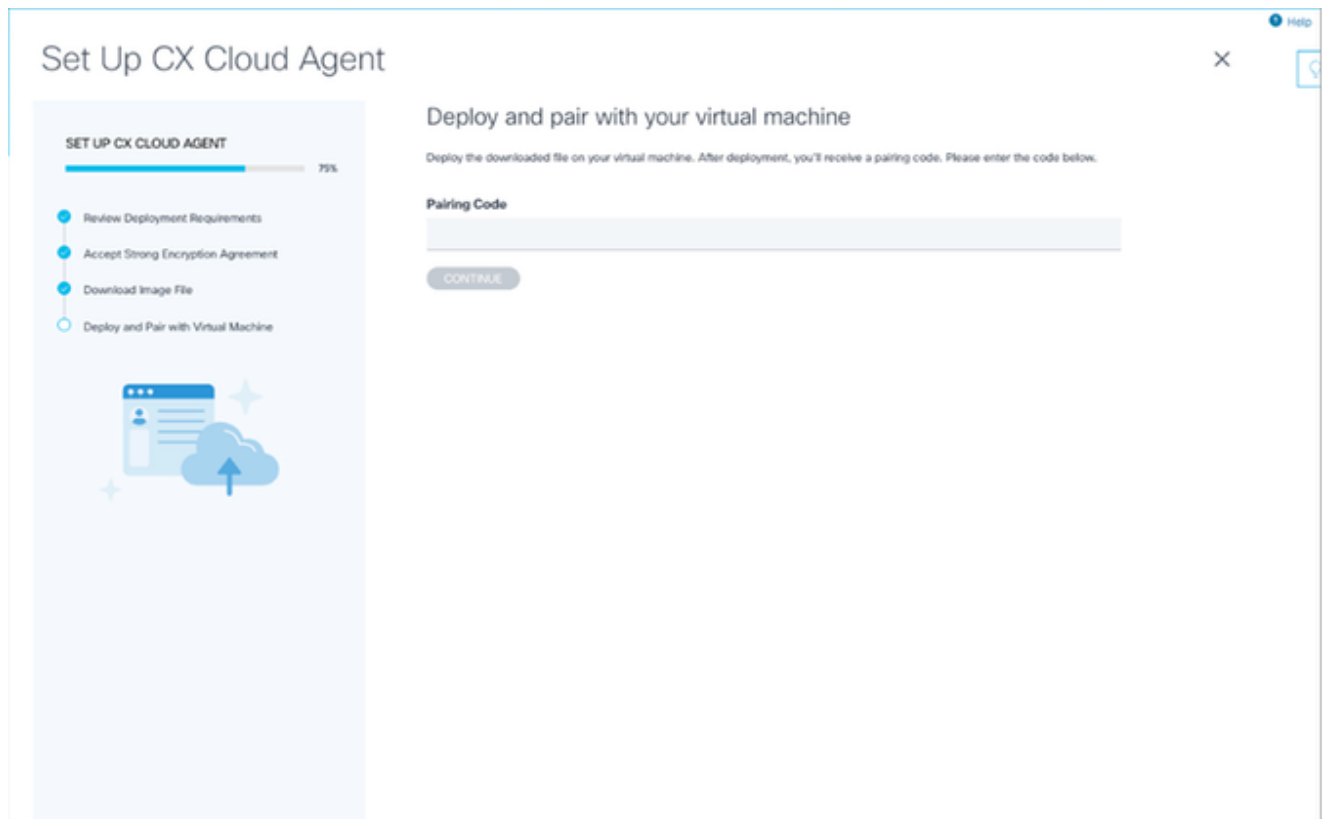 Help
Set Up CX Cloud Agent
SET UP CX CLOUD AGENT
75%
Review Deployment Requirements
Accept Strong Encryption Agreement
Download Image File
Deploy and Pair with Virtual Machine
Deploy and pair with your virtual machine
Deploy the downloaded file on your virtual machine. After deployment, you'll receive a pairing code. Please enter the code below.
Pairing Code
CONTINUE